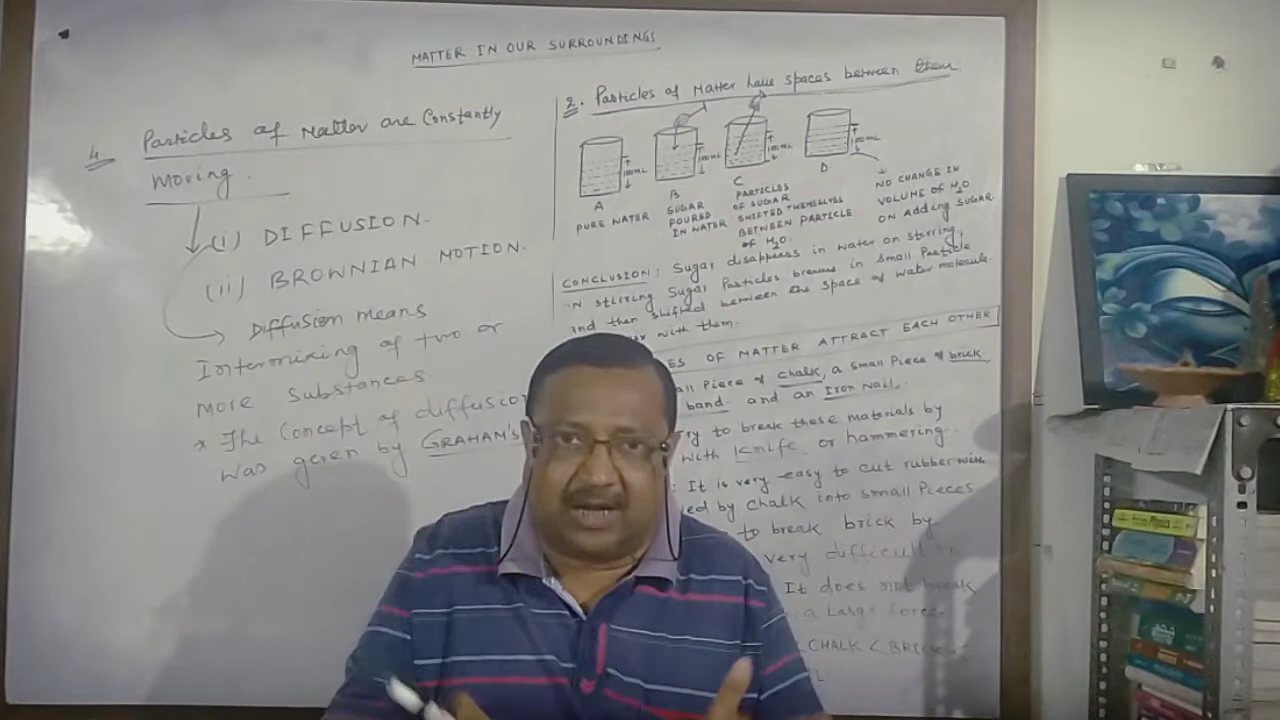 MATTER IN OUR SURROUNDINGS
4. Particles of Matter are Constantly
Moving.
(i) DIFFUSION.
(ii) BROWNIAN MOTION.
Diffusion means
Intermixing of two or
More Substances
* The Concept of diffusion
was geren by GRAHAM'S
2. Particles of Matter have spaces between them
100ML
100ML
100ML
100ML
A
B
C
D
PURE WATER
SUGAR
POURED
IN WATER
PARTICLES
OF SUGAR
SHIFTED THEMSELVES
BETWEEN PARTICLE
OF H2O.
NO CHANGE IN
VOLUME OF H2O
ON Adding SUGAR
CONCLUSION: Sugar disappears in water on stirring,
in stirring Sugar Particles in small Particle
and then shifted between the space of water molecule.
with them.
OF MATTER ATTRACT EACH OTHER
Piece of chalk, a small Piece of brick
band and an Iron Nail.
to break these materials by
with knife or hammering.
It is very easy to cut rubber with
by chalk into small Pieces
to break brick by
very difficult
It does not break
a Large force.
CHALK <